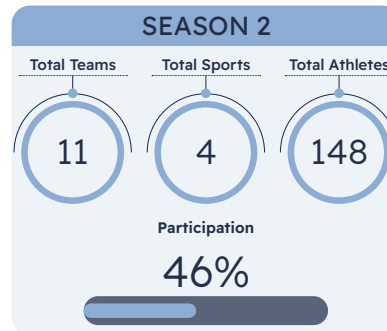 SEASON 2
Total Teams Total Sports Total Athletes
11 4 148
Participation
46%